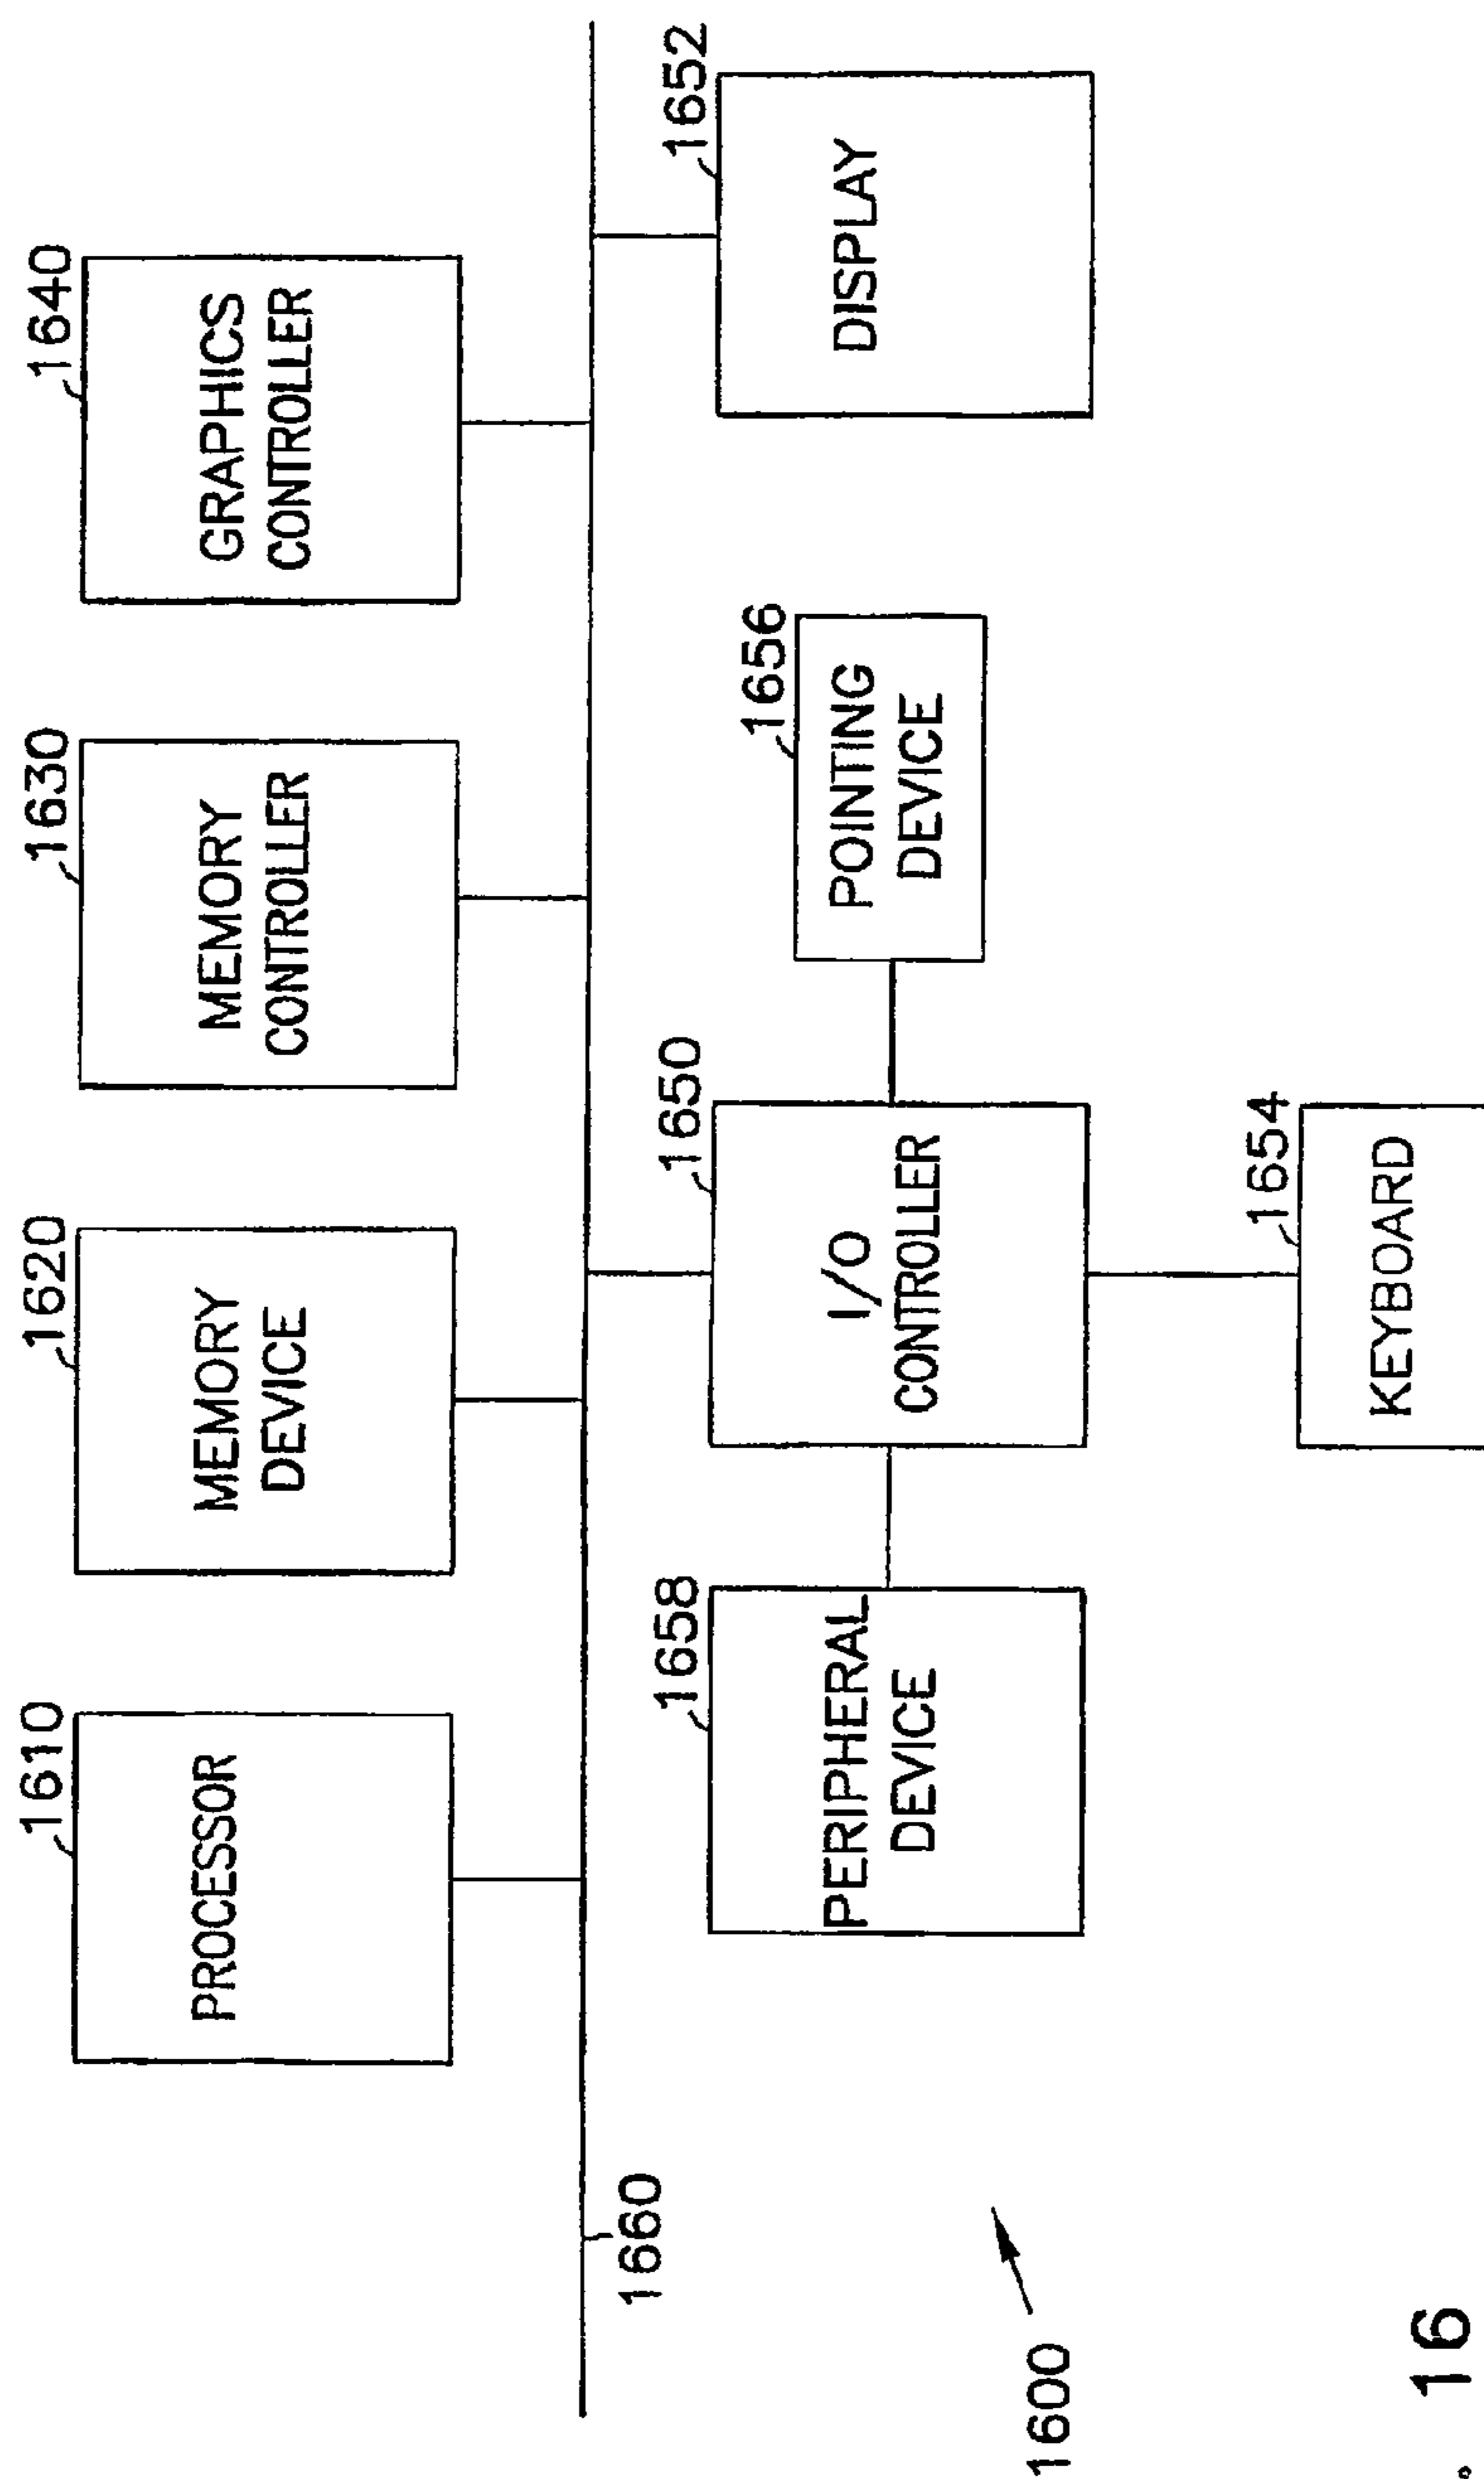 1610
PROCESSOR
1620
MEMORY
DEVICE
1630
MEMORY
CONTROLLER
1640
GRAPHICS
CONTROLLER
1660
1658
PERIPHERAL
DEVICE
1650
I/O
CONTROLLER
1656
POINTING
DEVICE
1652
DISPLAY
1654
KEYBOARD
1600
. 16